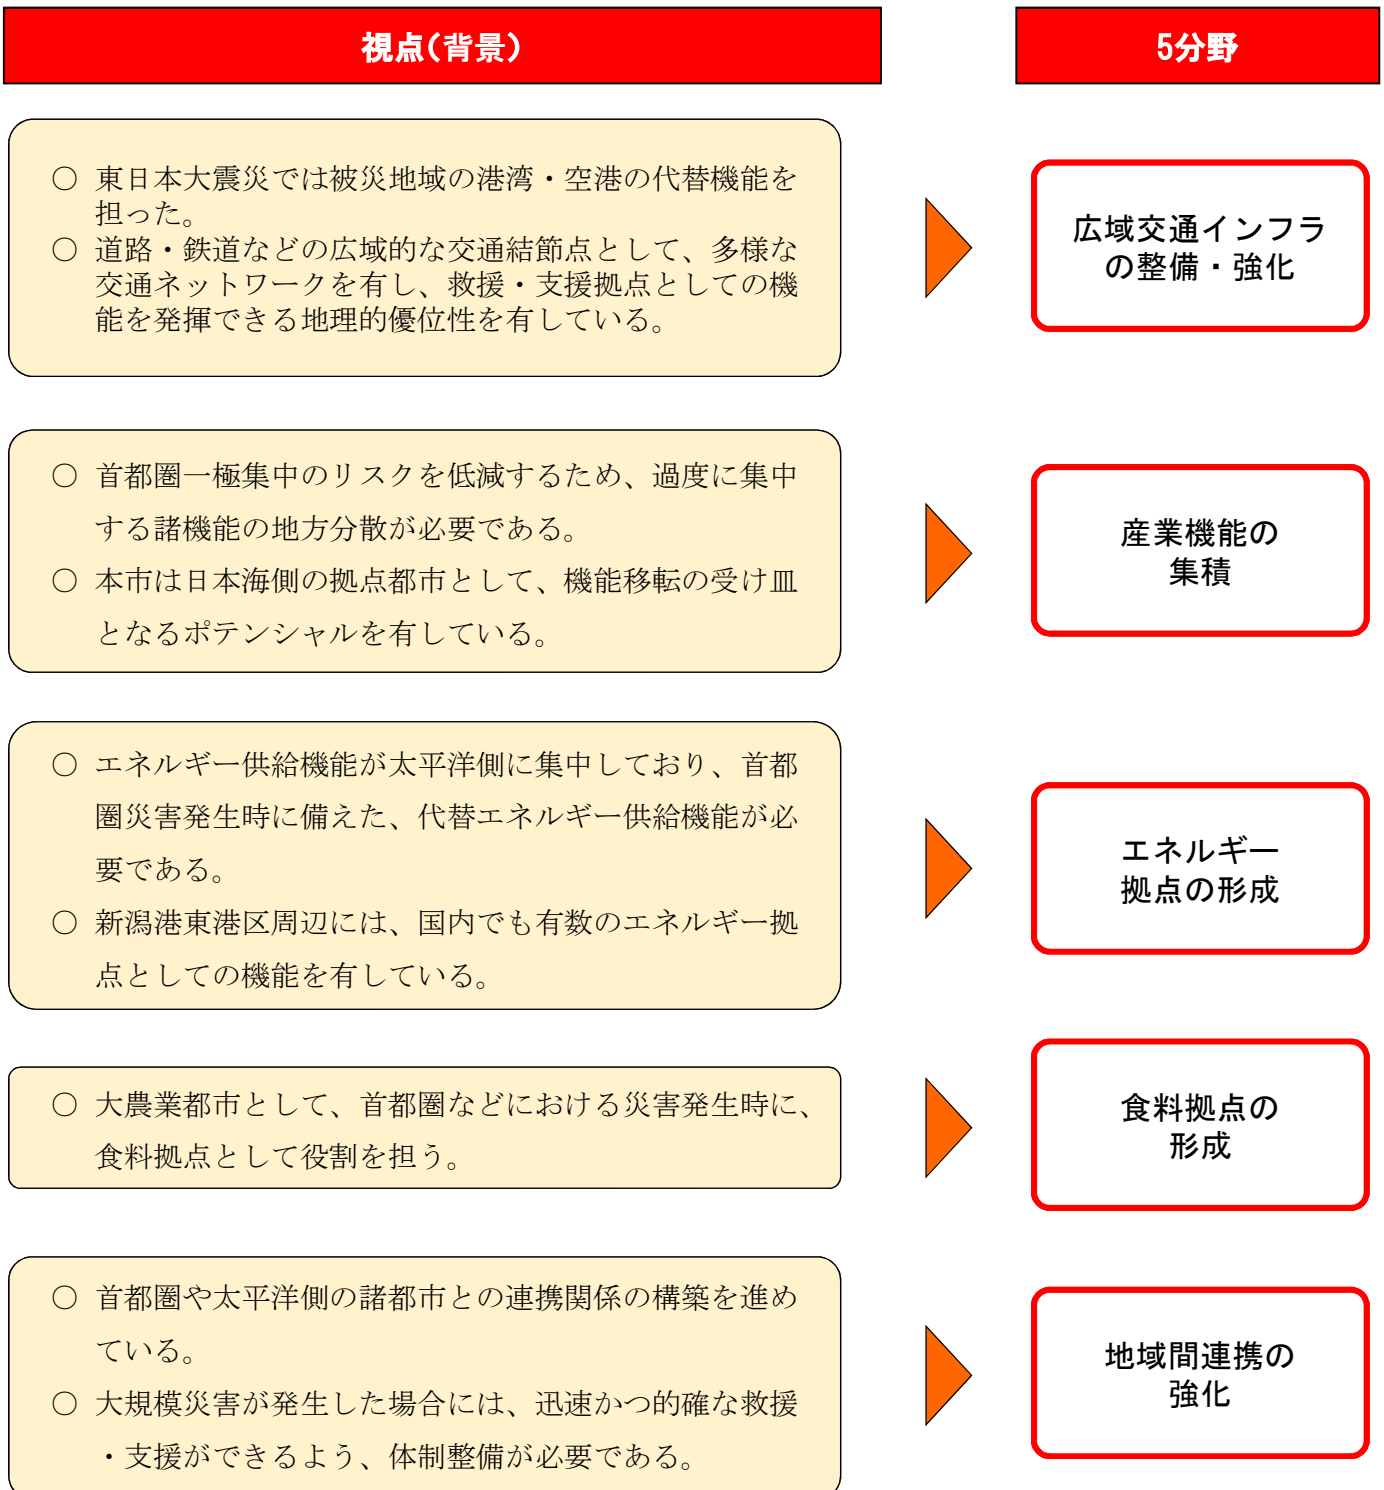 視点(背景)
5分野
○ 東日本大震災では被災地域の港湾・空港の代替機能を
担った。
○ 道路・鉄道などの広域的な交通結節点として、多様な
交通ネットワークを有し、救援・支援拠点としての機
能を発揮できる地理的優位性を有している。
広域交通インフラ
の整備・強化
○ 首都圏一極集中のリスクを低減するため、過度に集中
する諸機能の地方分散が必要である。
○ 本市は日本海側の拠点都市として、機能移転の受け皿
となるポテンシャルを有している。
産業機能の
集積
○ エネルギー供給機能が太平洋側に集中しており、首都
圏災害発生時に備えた、代替エネルギー供給機能が必
要である。
○ 新潟港東港区周辺には、国内でも有数のエネルギー拠
点としての機能を有している。
エネルギー
拠点の形成
○ 大農業都市として、首都圏などにおける災害発生時に、
食料拠点として役割を担う。
食料拠点の
形成
○ 首都圏や太平洋側の諸都市との連携関係の構築を進め
ている。
○ 大規模災害が発生した場合には、迅速かつ的確な救援
・支援ができるよう、体制整備が必要である。
地域間連携の
強化